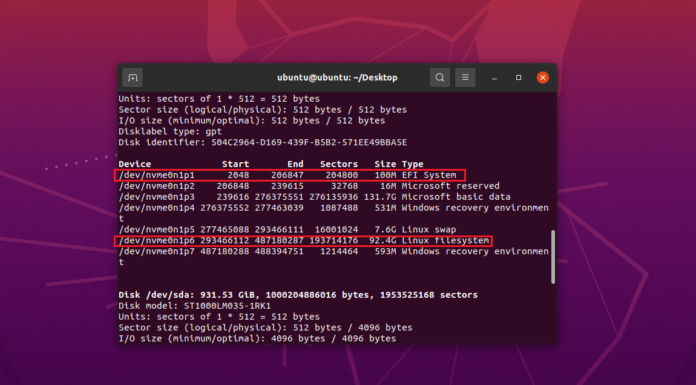 ubuntu@ubuntu: ~/Desktop
Units: sectors of 1 * 512 = 512 bytes
Sector size (logical/physical): 512 bytes / 512 bytes
I/O size (minimum/optimal): 512 bytes / 512 bytes
Disklabel type: gpt
Disk identifier: S04C2964-D169-439F-B5B2-571EE49BBA5E
Device Start End Sectors Size Type
/dev/nvme0n1p1 2048 206847 204800 100M EFI System
/dev/nvme0n1p2 206848 239615 32768 16M Microsoft reserved
/dev/nvme0n1p3 239616 276375551 276135936 131.7G Microsoft basic data
/dev/nvme0n1p4 276375552 277463039 1087488 531M Windows recovery environmen
t
/dev/nvme0n1p5 277465088 293466111 16001024 7.6G Linux swap
/dev/nvme0n1p6 293466112 487180287 193714176 92.4G Linux filesystem
/dev/nvme0n1p7 487180288 488394751 1214464 593M Windows recovery environmen
t
Disk /dev/sda: 931.53 GiB, 1000204886016 bytes, 1953525168 sectors
Disk model: ST1000LM035-1RK1
Units: sectors of 1 * 512 = 512 bytes
Sector size (logical/physical): 512 bytes / 4096 bytes
I/O size (minimum/optimal): 4096 bytes / 4096 bytes